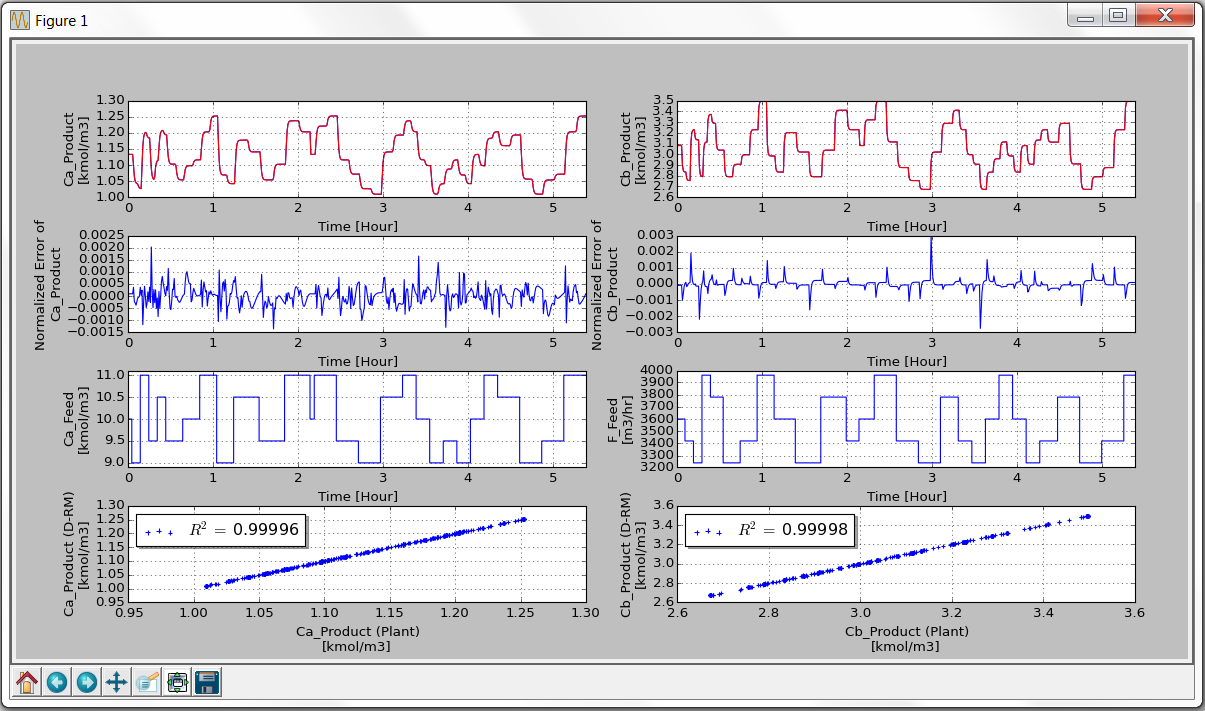 Figure 1
Ca_Product
[kmol/m3]
1.30
1.25
1.20
1.15
1.10
1.05
1.00
0 1 2 3 4 5
Time [Hour]
Cb_Product
[kmol/m3]
3.5
3.4
3.3
3.2
3.1
3.0
2.9
2.8
2.7
2.6
0 1 2 3 4 5
Time [Hour]
Normalized Error of
Ca_Product
0.0025
0.0020
0.0015
0.0010
0.0005
0.0000
−0.0005
−0.0010
−0.0015
0 1 2 3 4 5
Time [Hour]
Normalized Error of
Cb_Product
0.003
0.002
0.001
0.000
−0.001
−0.002
−0.003
0 1 2 3 4 5
Time [Hour]
Ca_Feed
[kmol/m3]
11.0
10.5
10.0
9.5
9.0
0 1 2 3 4 5
Time [Hour]
F_Feed
[m3/hr]
4000
3900
3800
3700
3600
3500
3400
3300
3200
0 1 2 3 4 5
Time [Hour]
Ca_Product (D-RM)
[kmol/m3]
1.30
1.25
1.20
1.15
1.10
1.05
1.00
0.95
R² = 0.99996
0.95 1.00 1.05 1.10 1.15 1.20 1.25 1.30
Ca_Product (Plant)
[kmol/m3]
Cb_Product (D-RM)
[kmol/m3]
3.6
3.4
3.2
3.0
2.8
2.6
R² = 0.99998
2.6 2.8 3.0 3.2 3.4 3.6
Cb_Product (Plant)
[kmol/m3]